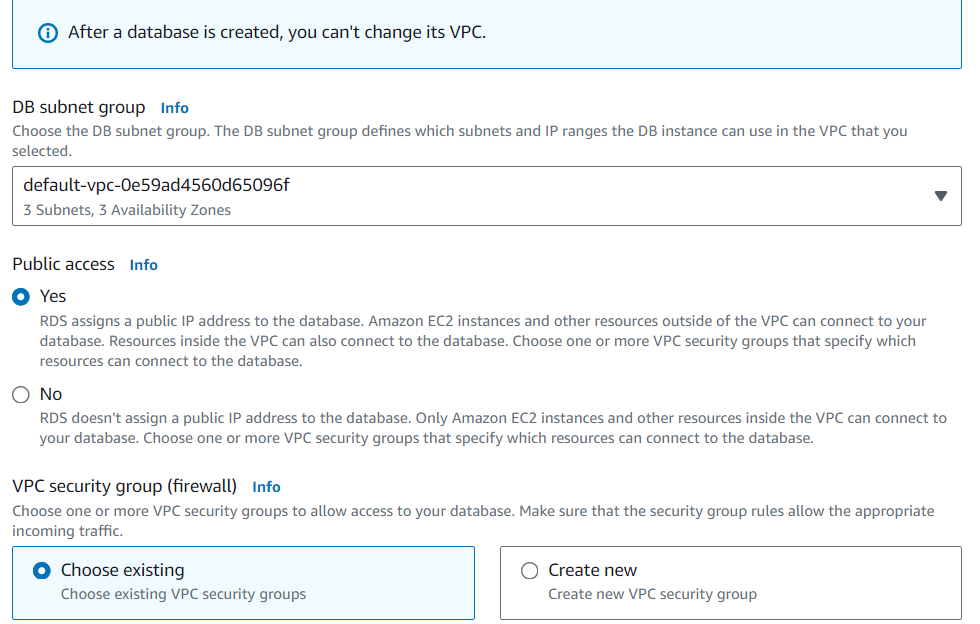 After a database is created, you can't change its VPC.
DB subnet group Info
Choose the DB subnet group. The DB subnet group defines which subnets and IP ranges the DB instance can use in the VPC that you
selected.
default-vpc-0e59ad4560d65096f
3 Subnets, 3 Availability Zones
Public access Info
Yes
RDS assigns a public IP address to the database. Amazon EC2 instances and other resources outside of the VPC can connect to your
database. Resources inside the VPC can also connect to the database. Choose one or more VPC security groups that specify which
resources can connect to the database.
No
RDS doesn't assign a public IP address to the database. Only Amazon EC2 instances and other resources inside the VPC can connect to
your database. Choose one or more VPC security groups that specify which resources can connect to the database.
VPC security group (firewall) Info
Choose one or more VPC security groups to allow access to your database. Make sure that the security group rules allow the appropriate
incoming traffic.
Choose existing
Choose existing VPC security groups
Create new
Create new VPC security group